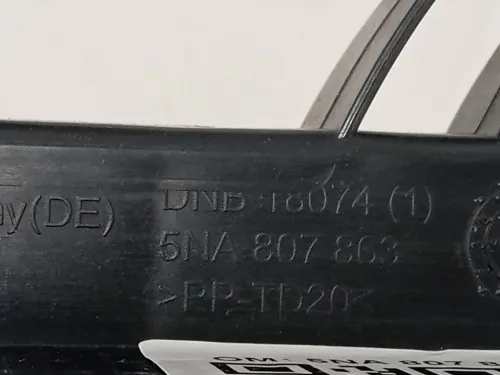 ny(DE) DNB 18074 (1)
5NA 807 863
>PP-TD20<